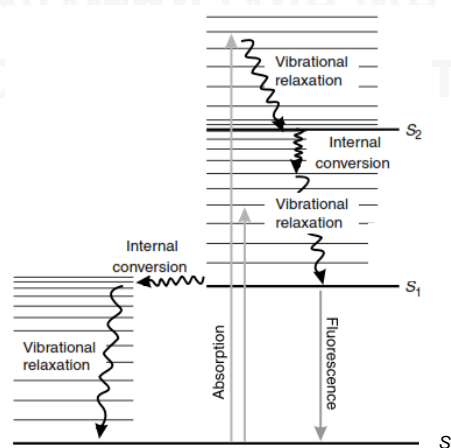 Vibrational
relaxation
S2
Internal
conversion
Vibrational
relaxation
Internal
conversion
S1
Vibrational
relaxation
Absorption
Fluorescence
S